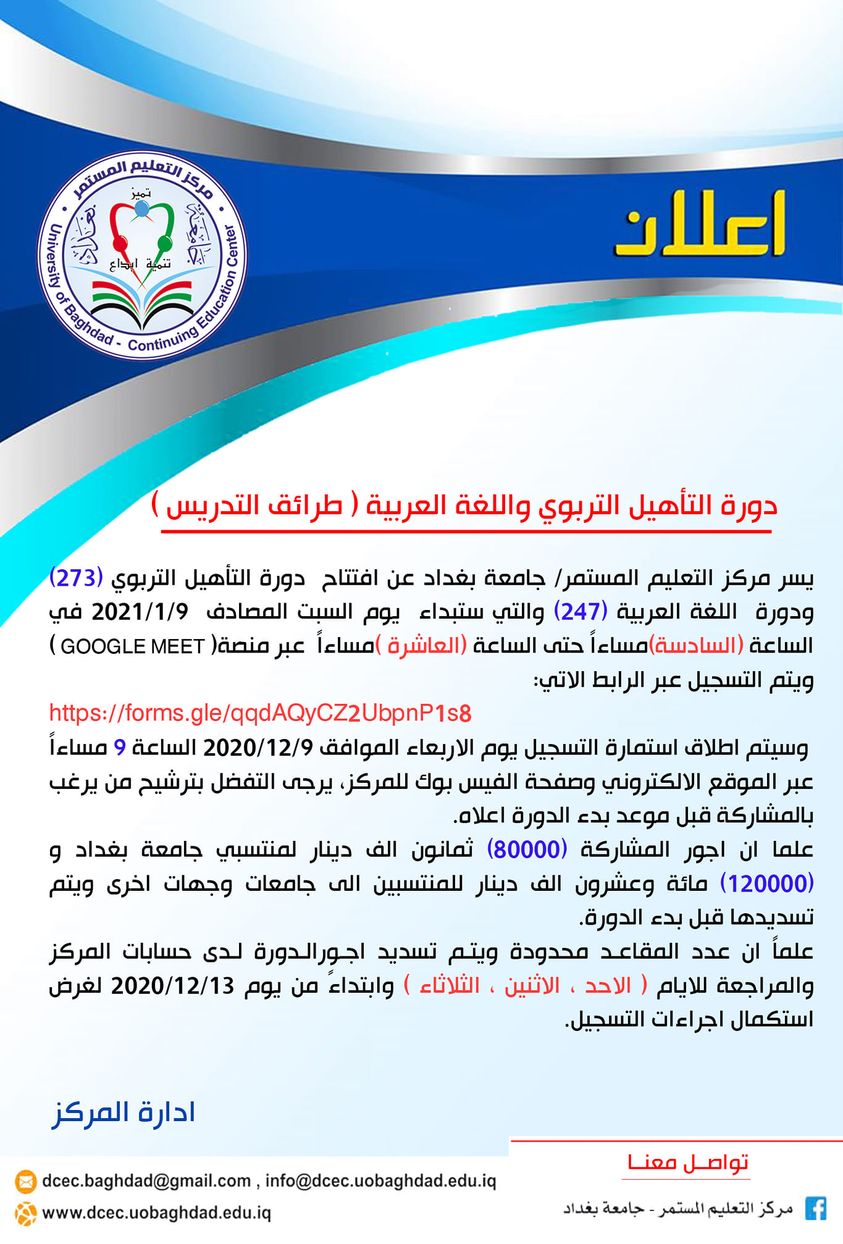 اعلان
مركز التعليم المستمر
جامعة بغداد
تميز
تنمية ابداع
University of Baghdad - Continuing Education Center
دورة التأهيل التربوي واللغة العربية ( طرائق التدريس )
يسر مركز التعليم المستمر/ جامعة بغداد عن افتتاح دورة التأهيل التربوي (273)
ودورة اللغة العربية (247) والتي ستبداء يوم السبت المصادف 2021/1/9 في
الساعة (السادسة)مساءاً حتى الساعة (العاشرة )مساءاً عبر منصة( GOOGLE MEET )
ويتم التسجيل عبر الرابط الاتي:
https://forms.gle/qqdAQyCZ2UbpnP1s8
وسيتم اطلاق استمارة التسجيل يوم الاربعاء الموافق 2020/12/9 الساعة 9 مساءاً
عبر الموقع الالكتروني وصفحة الفيس بوك للمركز، يرجى التفضل بترشيح من يرغب
بالمشاركة قبل موعد بدء الدورة اعلاه.
علما ان اجور المشاركة (80000) ثمانون الف دينار لمنتسبي جامعة بغداد و
(120000) مائة وعشرون الف دينار للمنتسبين الى جامعات وجهات اخرى ويتم
تسديدها قبل بدء الدورة.
علماً ان عدد المقاعد محدودة ويتم تسديد اجورالدورة لدى حسابات المركز
والمراجعة للايام ( الاحد ، الاثنين ، الثلاثاء ) وابتداءً من يوم 2020/12/13 لغرض
استكمال اجراءات التسجيل.
ادارة المركز
تواصل معنا
مركز التعليم المستمر - جامعة بغداد
dcec.baghdad@gmail.com , info@dcec.uobaghdad.edu.iq
www.dcec.uobaghdad.edu.iq